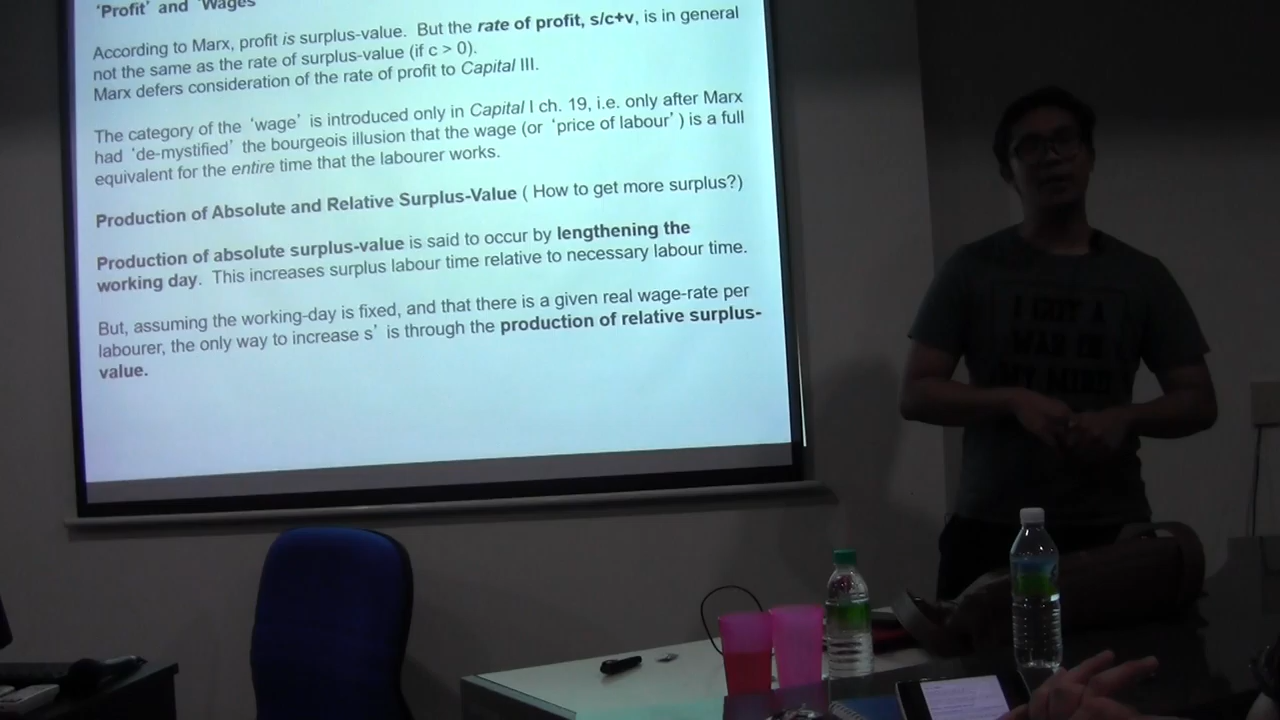 'Profit' and 'Wages
According to Marx, profit is surplus-value. But the rate of profit, s/c+v, is in general
not the same as the rate of surplus-value (if c > 0).
Marx defers consideration of the rate of profit to Capital III.
The category of the 'wage' is introduced only in Capital I ch. 19, i.e. only after Marx
had 'de-mystified' the bourgeois illusion that the wage (or 'price of labour') is a full
equivalent for the entire time that the labourer works.
Production of Absolute and Relative Surplus-Value ( How to get more surplus?)
Production of absolute surplus-value is said to occur by lengthening the
working day. This increases surplus labour time relative to necessary labour time.
But, assuming the working-day is fixed, and that there is a given real wage-rate per
labourer, the only way to increase s' is through the production of relative surplus-
value.
I GOT A
WAR IN
MY MIND